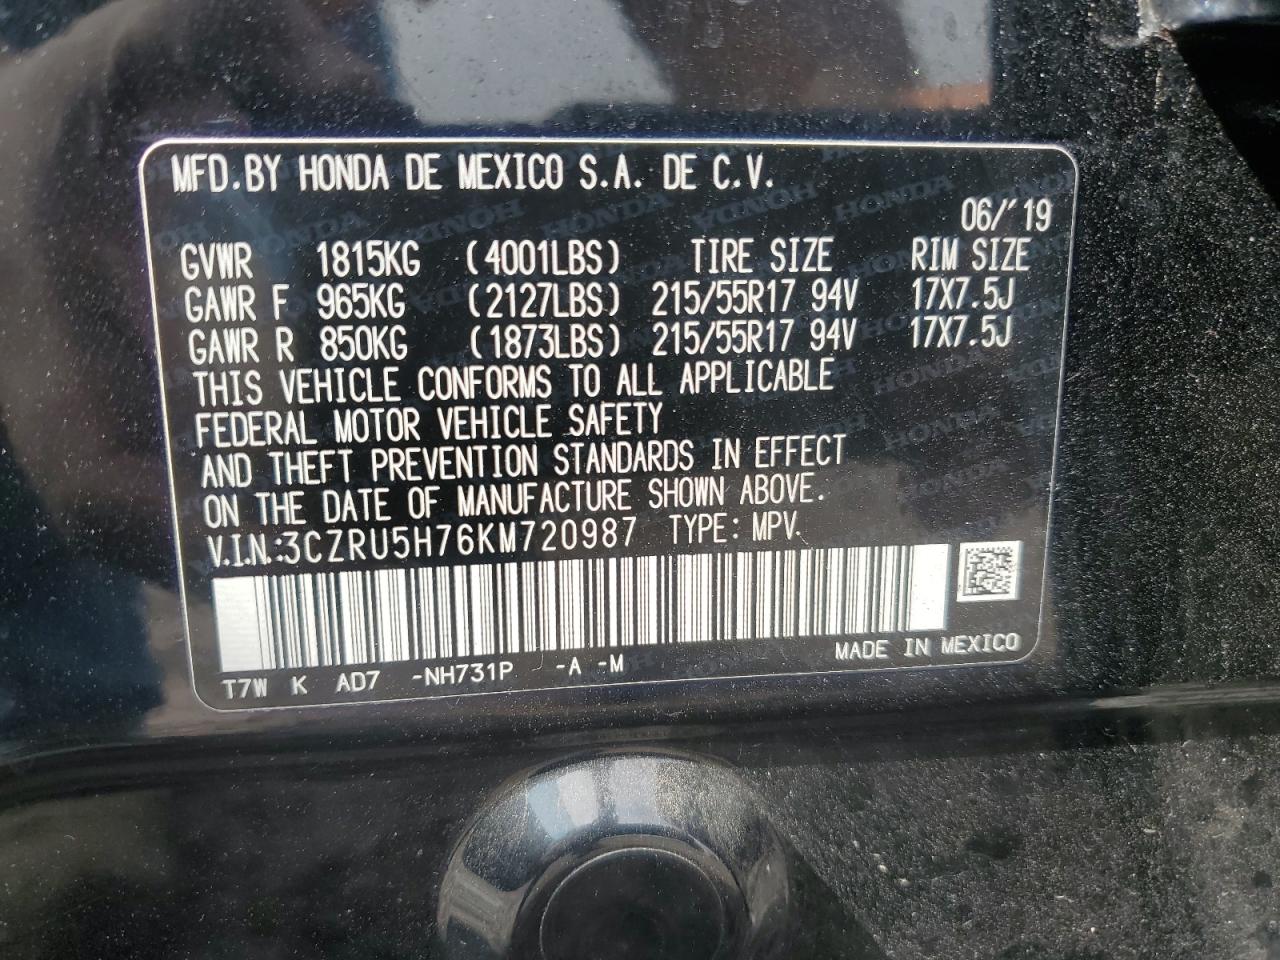 MFD.BY HONDA DE MEXICO S.A. DE C.V.
06/'19
GVWR 1815KG (4001LBS) TIRE SIZE RIM SIZE
GAWR F 965KG (2127LBS) 215/55R17 94V 17X7.5J
GAWR R 850KG (1873LBS) 215/55R17 94V 17X7.5J
THIS VEHICLE CONFORMS TO ALL APPLICABLE
FEDERAL MOTOR VEHICLE SAFETY
AND THEFT PREVENTION STANDARDS IN EFFECT
ON THE DATE OF MANUFACTURE SHOWN ABOVE.
V.I.N.:3CZRU5H76KM720987 TYPE: MPV.
MADE IN MEXICO
T7W K AD7 -NH731P -A -M